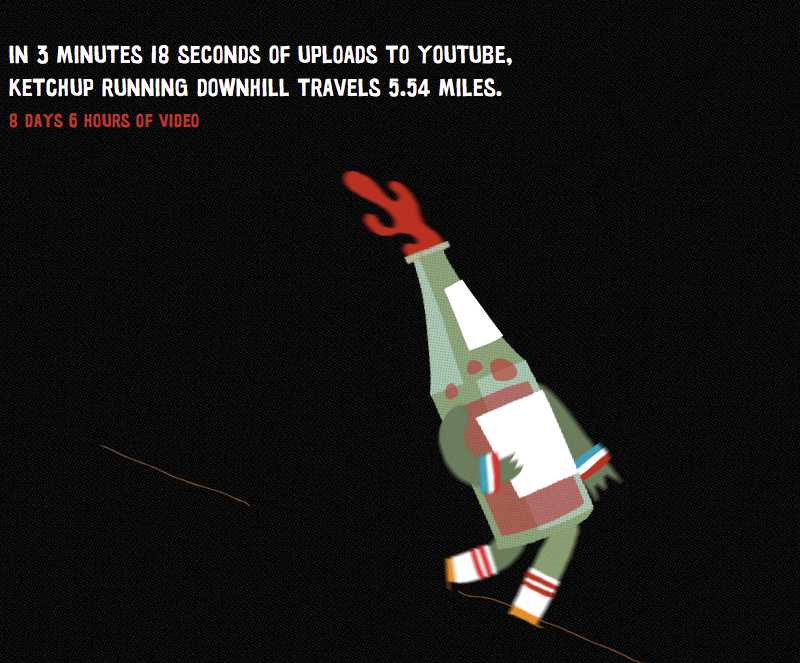 IN 3 MINUTES 18 SECONDS OF UPLOADS TO YOUTUBE,
KETCHUP RUNNING DOWNHILL TRAVELS 5.54 MILES.
8 DAYS 6 HOURS OF VIDEO